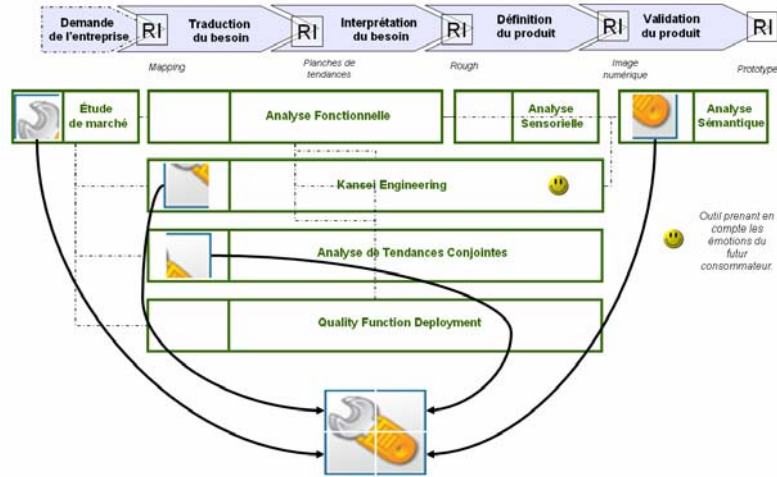 Demande
de l'entreprise
RI
Traduction
du besoin
RI
Interprétation
du besoin
RI
Définition
du produit
RI
Validation
du produit
RI
Mapping
Planches de
tendances
Rough
Image
numérique
Prototype
Étude
de marché
Analyse Fonctionnelle
Analyse
Sensorielle
Analyse
Sémantique
Kansei Engineering
Outil prenant en
compte les
émotions du
futur
consommateur.
Analyse de Tendances Conjointes
Quality Function Deployment